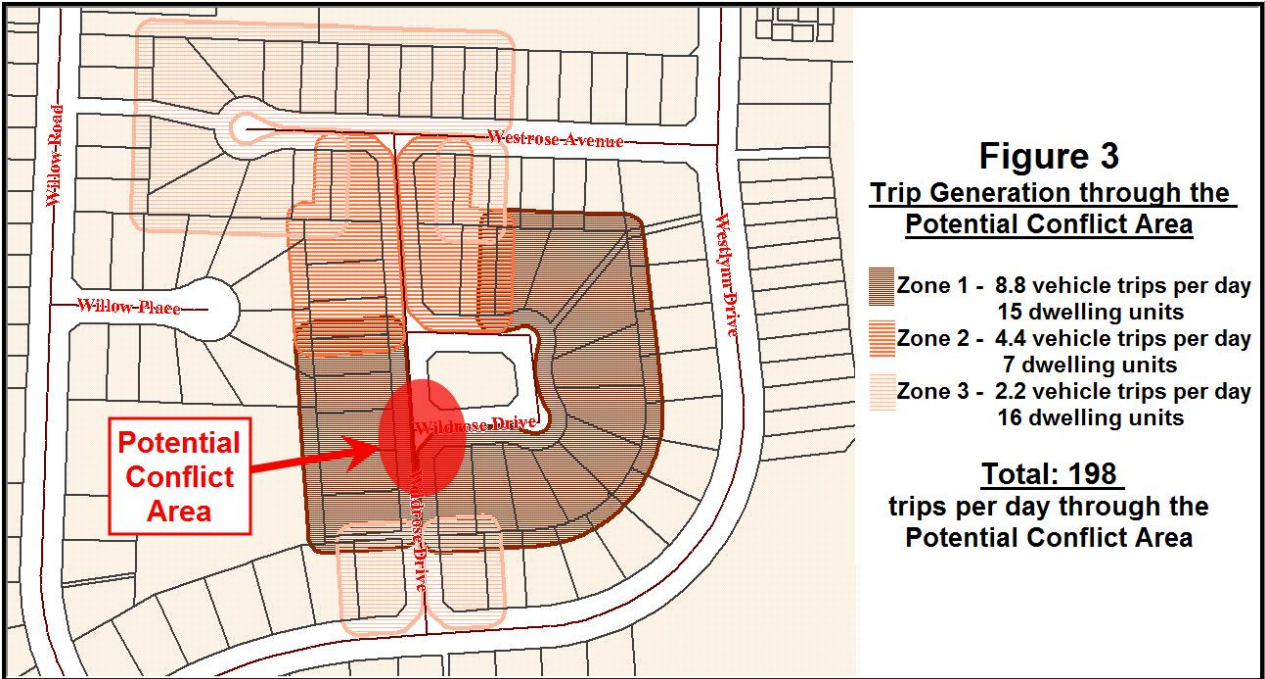 Willow Road
Westrose Avenue
Westlynn Drive
Willow Place
Wildrose Drive
Wildrose Drive
Potential
Conflict
Area
Figure 3
Trip Generation through the
Potential Conflict Area
Zone 1 - 8.8 vehicle trips per day
15 dwelling units
Zone 2 - 4.4 vehicle trips per day
7 dwelling units
Zone 3 - 2.2 vehicle trips per day
16 dwelling units
Total: 198
trips per day through the
Potential Conflict Area